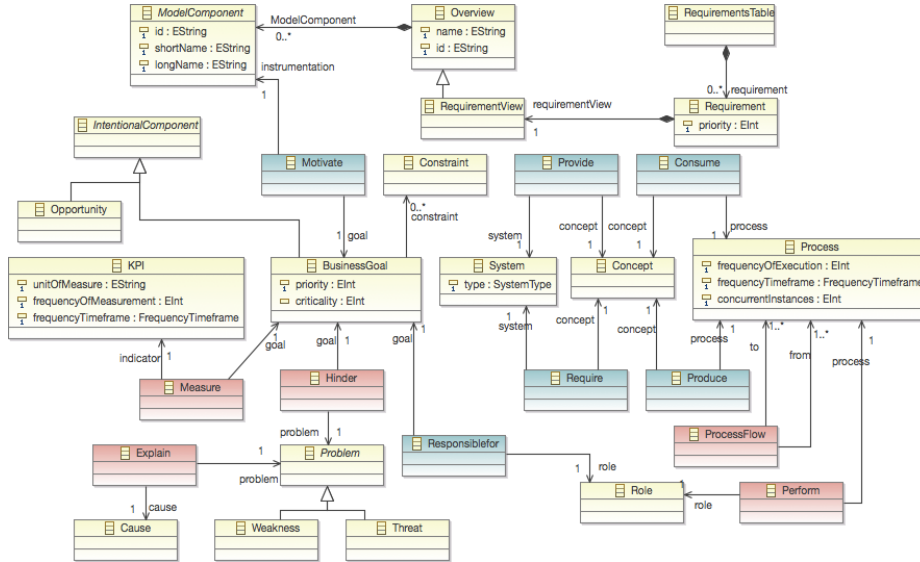 ModelComponent
id : EString
shortName : EString
longName : EString
ModelComponent
0..*
Overview
name : EString
id : EString
RequirementsTable
instrumentation
1
0..*
requirement
RequirementView
requirementView
1
Requirement
priority : EInt
IntentionalComponent
Motivate
Constraint
Provide
Consume
Opportunity
0..*
constraint
1
goal
system
1
concept
1
concept
1
process
1
KPI
unitOfMeasure : EString
frequencyOfMeasurement : EInt
frequencyTimeframe : FrequencyTimeframe
BusinessGoal
priority : EInt
criticality : EInt
System
type : SystemType
Concept
Process
frequencyOfExecution : EInt
frequencyTimeframe : FrequencyTimeframe
concurrentInstances : EInt
indicator
1
1
goal
1
goal
1
goal
1
system
1
concept
1
concept
1
process
1..*
to
1..*
from
1
process
Measure
Hinder
Require
Produce
problem
1
ProcessFlow
Explain
1
problem
Problem
Responsiblefor
1
role
1
cause
Role
1
role
Perform
Cause
Weakness
Threat